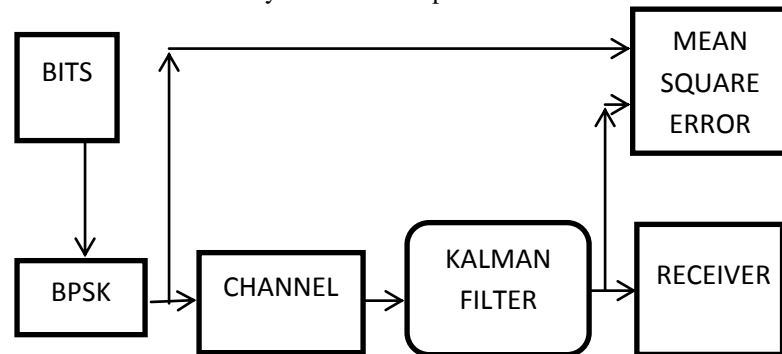 BITS
MEAN
SQUARE
ERROR
BPSK
CHANNEL
KALMAN
FILTER
RECEIVER